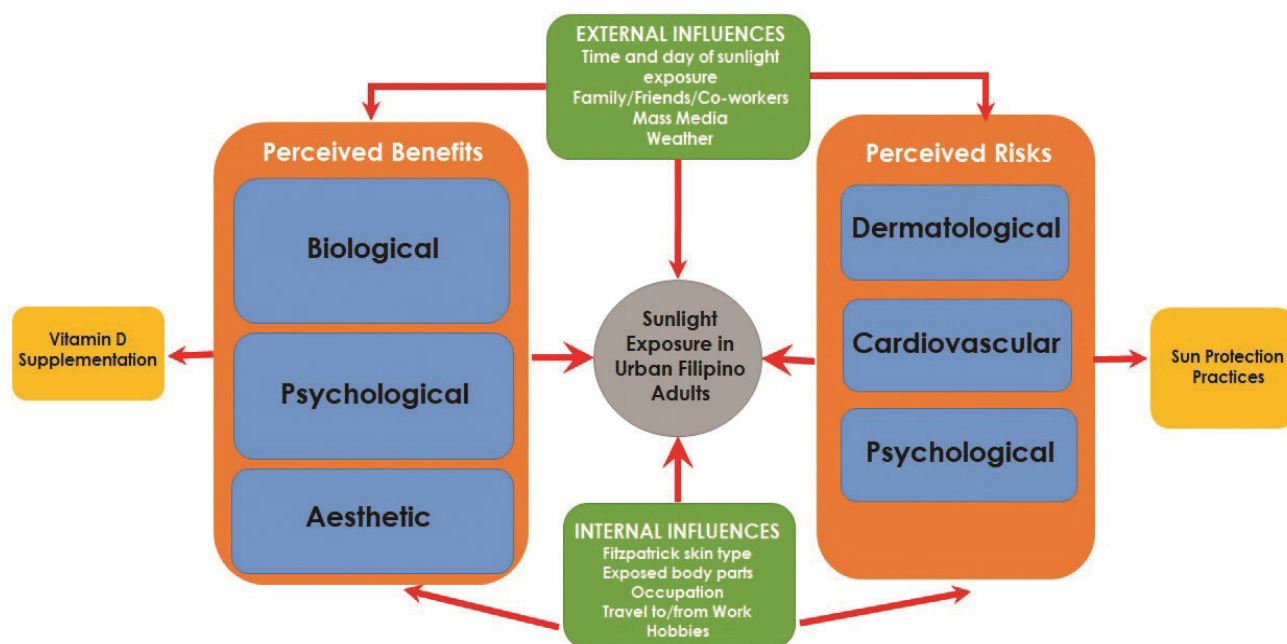 EXTERNAL INFLUENCES
Time and day of sunlight
exposure
Family/Friends/Co-workers
Mass Media
Weather
Perceived Benefits
Biological
Psychological
Aesthetic
Perceived Risks
Dermatological
Cardiovascular
Psychological
Vitamin D
Supplementation
Sunlight
Exposure in
Urban Filipino
Adults
Sun Protection
Practices
INTERNAL INFLUENCES
Fitzpatrick skin type
Exposed body parts
Occupation
Travel to/from Work
Hobbies